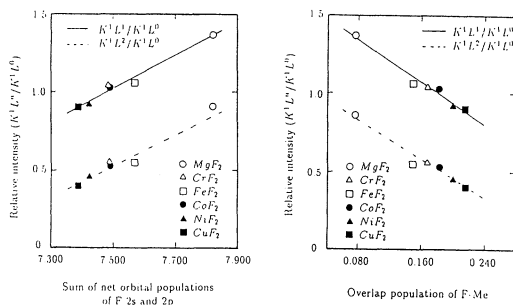 K¹L¹/K¹L⁰
K¹L²/K¹L⁰
Relative intensity (K¹Lⁿ/K¹L⁰)
1.5
1.0
0.5
0
MgF₂
CrF₂
FeF₂
CoF₂
NiF₂
CuF₂
7.300 7.500 7.700 7.900
Sum of net orbital populations
of F 2s and 2p
K¹L¹/K¹L⁰
K¹L²/K¹L⁰
Relative intensity (K¹Lⁿ/K¹L⁰)
1.5
1.0
0.5
0
MgF₂
CrF₂
FeF₂
CoF₂
NiF₂
CuF₂
0.080 0.160 0.240
Overlap population of F-Me